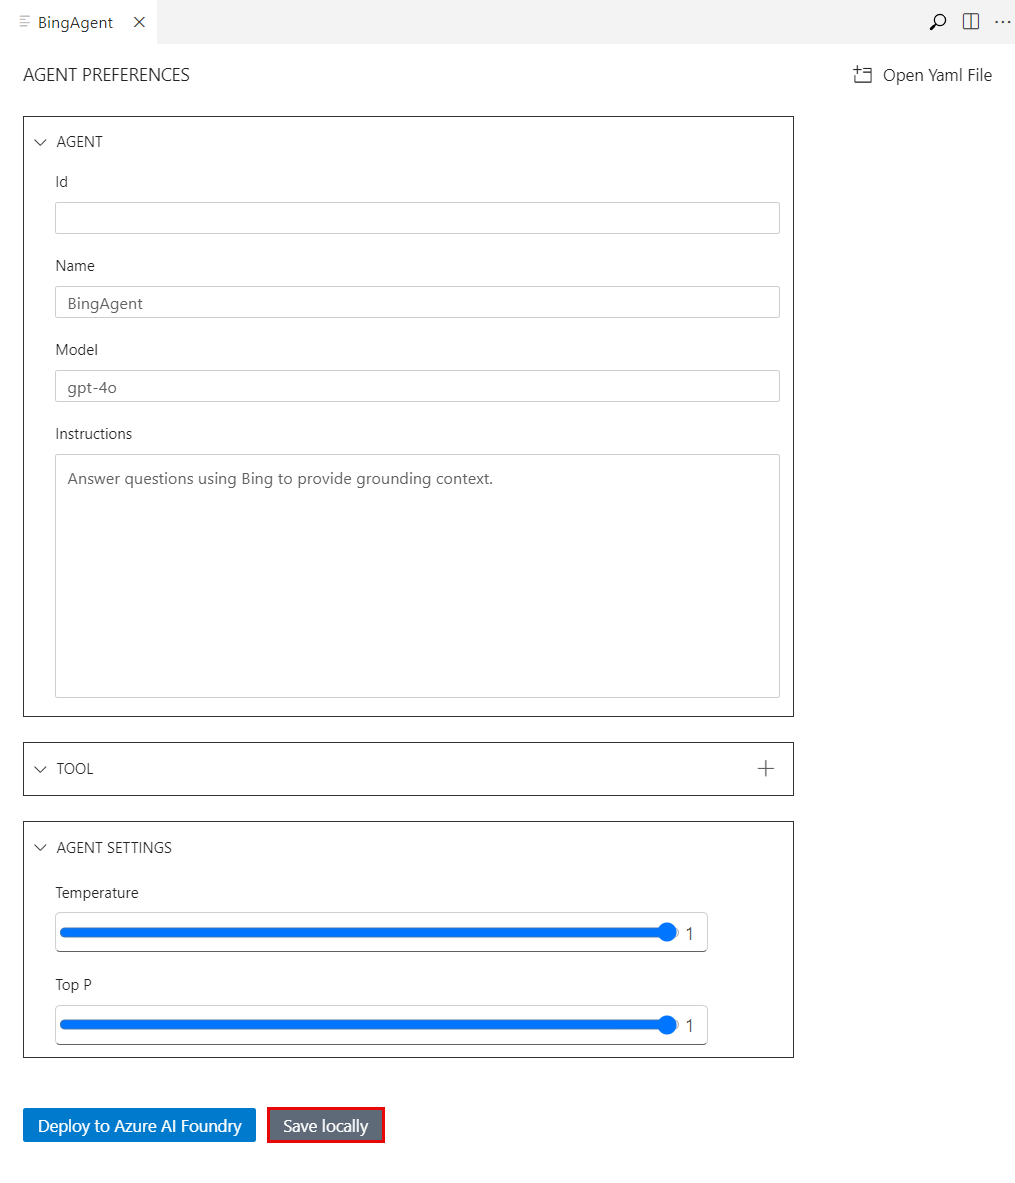 BingAgent
AGENT PREFERENCES
Open Yaml File
AGENT
Id
Name
BingAgent
Model
gpt-4o
Instructions
Answer questions using Bing to provide grounding context.
TOOL
AGENT SETTINGS
Temperature
1
Top P
1
Deploy to Azure AI Foundry
Save locally